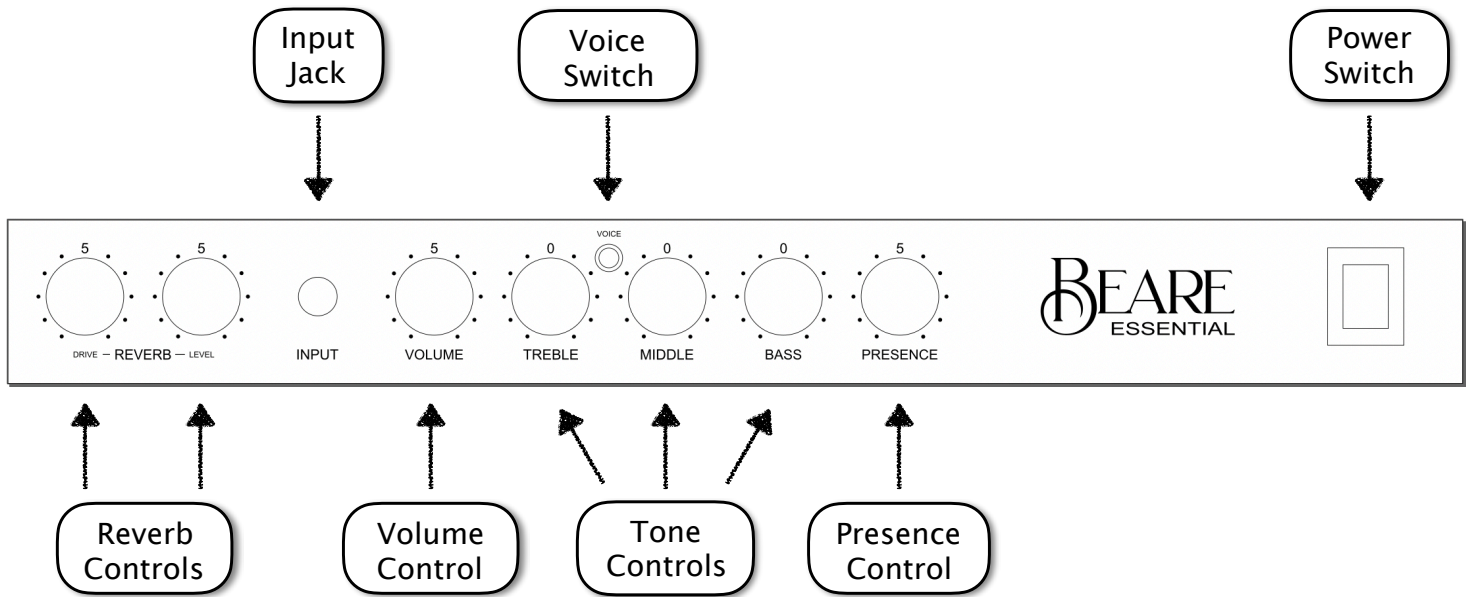 Input
Jack
Voice
Switch
Power
Switch
VOICE
5 5 5 0 0 0 5
BEARE
ESSENTIAL
DRIVE – REVERB – LEVEL INPUT VOLUME TREBLE MIDDLE BASS PRESENCE
Reverb
Controls
Volume
Control
Tone
Controls
Presence
Control